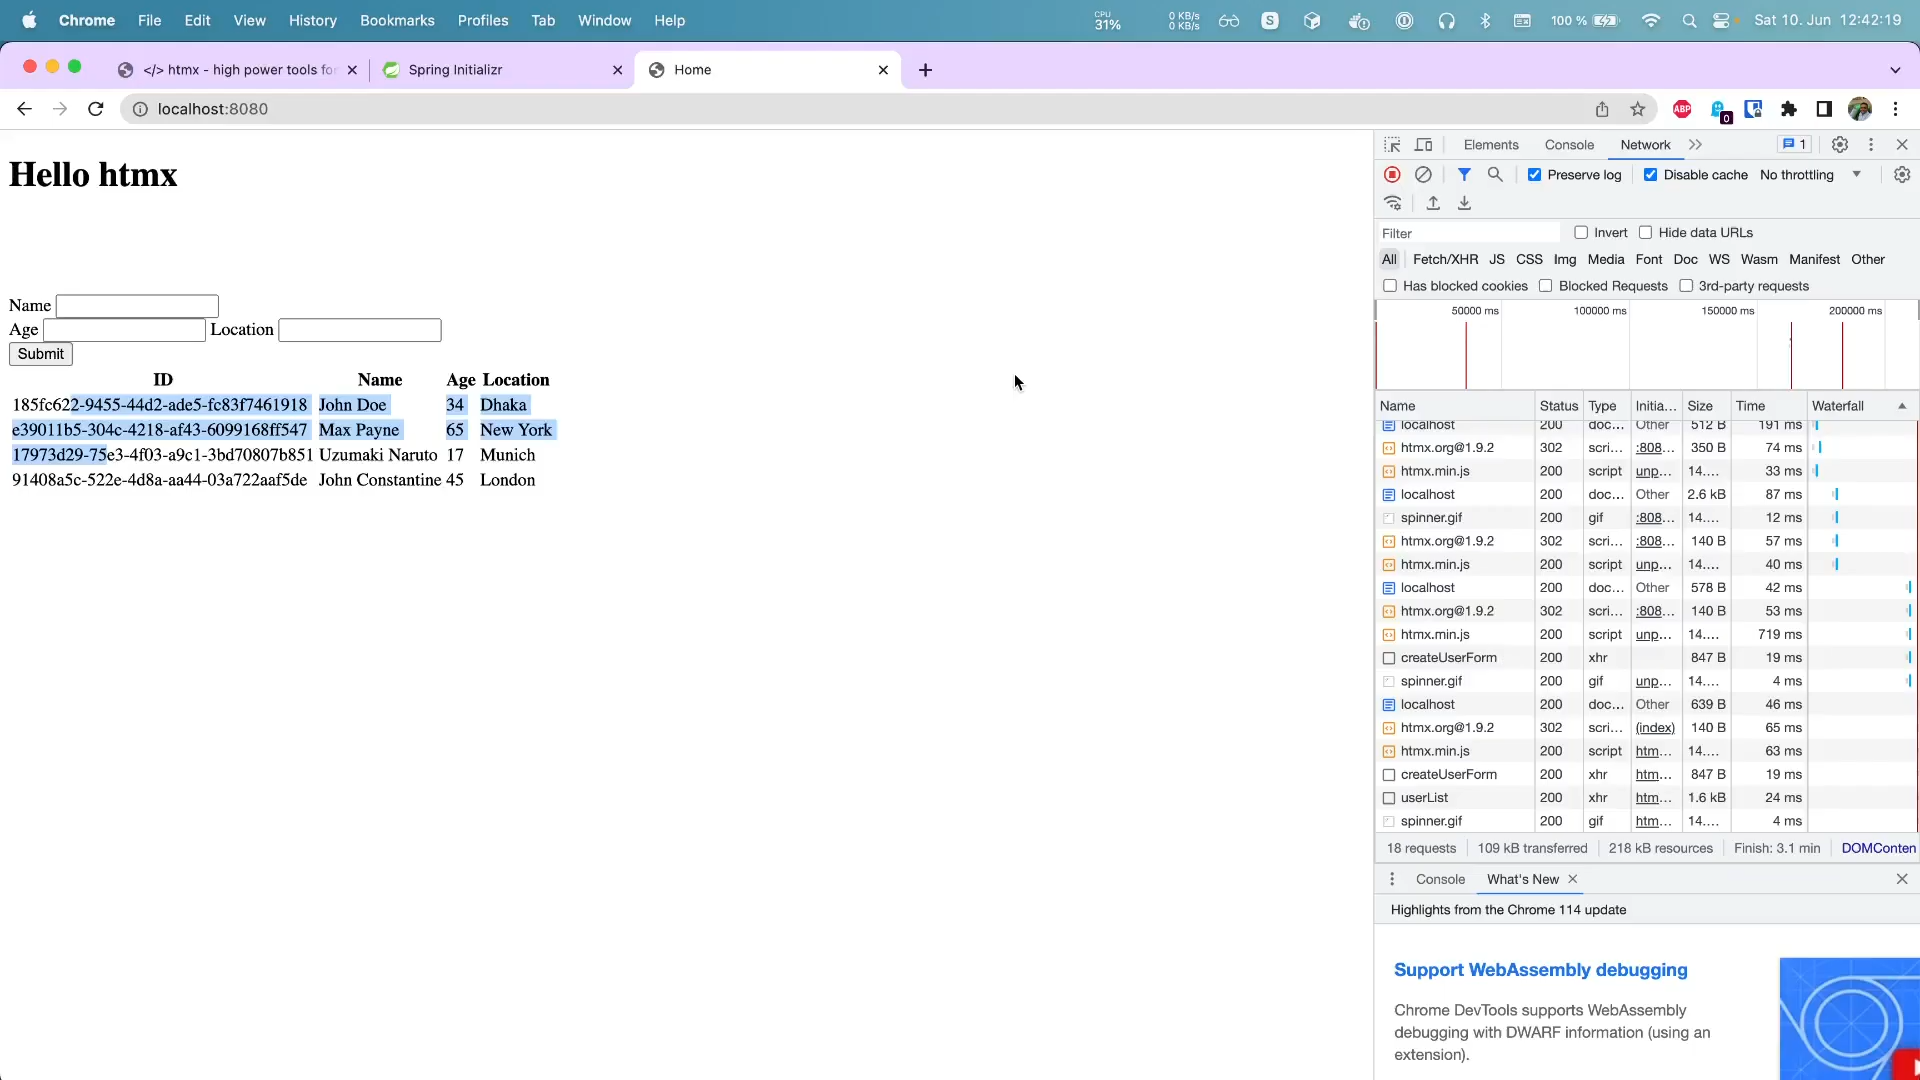 Chrome File Edit View History Bookmarks Profiles Tab Window Help CPU 31% 0 KB/s 0 KB/s S 100 % Sat 10. Jun 12:42:19
</> htmx - high power tools fo Spring Initializr Home
localhost:8080 ABP 0
Hello htmx
Name
Age Location
Submit
ID Name Age Location
185fc622-9455-44d2-ade5-fc83f7461918 John Doe 34 Dhaka
e39011b5-304c-4218-af43-6099168ff547 Max Payne 65 New York
17973d29-75e3-4f03-a9c1-3bd70807b851 Uzumaki Naruto 17 Munich
91408a5c-522e-4d8a-aa44-03a722aaf5de John Constantine 45 London
Elements Console Network 1
Preserve log Disable cache No throttling
Filter Invert Hide data URLs
All Fetch/XHR JS CSS Img Media Font Doc WS Wasm Manifest Other
Has blocked cookies Blocked Requests 3rd-party requests
50000 ms 100000 ms 150000 ms 200000 ms
Name Status Type Initia... Size Time Waterfall
localhost 200 doc... Other 512 B 191 ms
htmx.org@1.9.2 302 scri... :808... 350 B 74 ms
htmx.min.js 200 script unp... 14.... 33 ms
localhost 200 doc... Other 2.6 kB 87 ms
spinner.gif 200 gif :808... 14.... 12 ms
htmx.org@1.9.2 302 scri... :808... 140 B 57 ms
htmx.min.js 200 script unp... 14.... 40 ms
localhost 200 doc... Other 578 B 42 ms
htmx.org@1.9.2 302 scri... :808... 140 B 53 ms
htmx.min.js 200 script unp... 14.... 719 ms
createUserForm 200 xhr 847 B 19 ms
spinner.gif 200 gif unp... 14.... 4 ms
localhost 200 doc... Other 639 B 46 ms
htmx.org@1.9.2 302 scri... (index) 140 B 65 ms
htmx.min.js 200 script htm... 14.... 63 ms
createUserForm 200 xhr htm... 847 B 19 ms
userList 200 xhr htm... 1.6 kB 24 ms
spinner.gif 200 gif htm... 14.... 4 ms
18 requests 109 kB transferred 218 kB resources Finish: 3.1 min DOMConten
Console What's New
Highlights from the Chrome 114 update
Support WebAssembly debugging
Chrome DevTools supports WebAssembly
debugging with DWARF information (using an
extension).